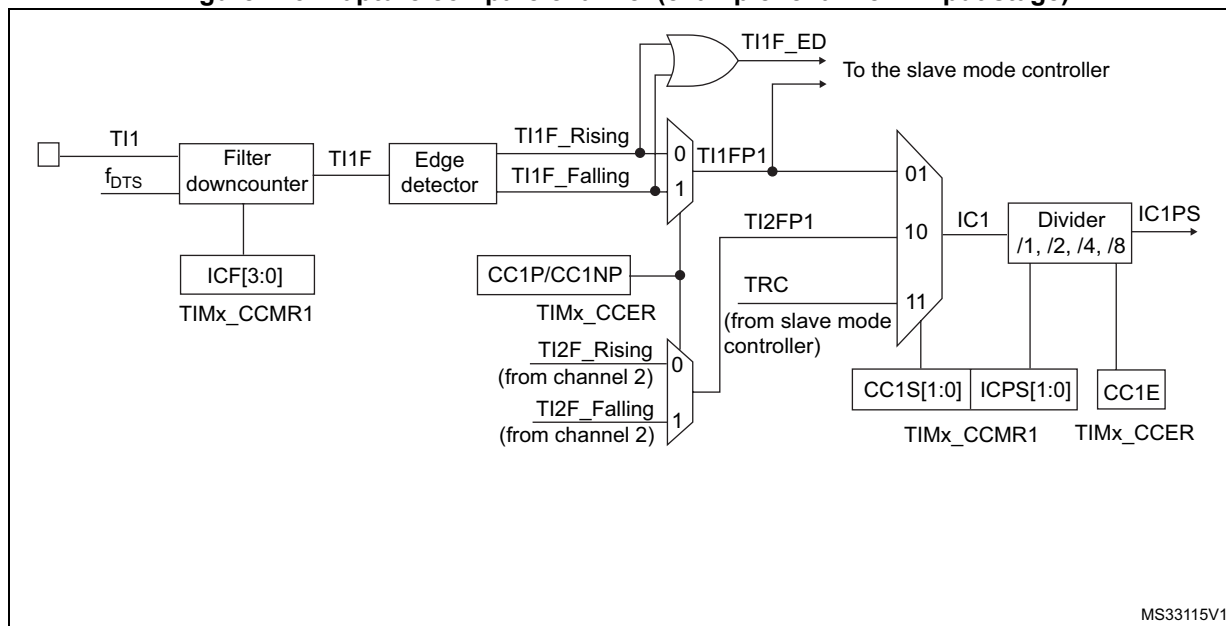 TI1F_ED
To the slave mode controller
TI1
f_DTS
Filter
downcounter
TI1F
Edge
detector
TI1F_Rising
TI1F_Falling
0
1
TI1FP1
01
TI2FP1
10
IC1
Divider
/1, /2, /4, /8
IC1PS
ICF[3:0]
TIMx_CCMR1
CC1P/CC1NP
TIMx_CCER
TRC
11
(from slave mode
controller)
TI2F_Rising
(from channel 2)
0
TI2F_Falling
(from channel 2)
1
CC1S[1:0]
ICPS[1:0]
CC1E
TIMx_CCMR1
TIMx_CCER
MS33115V1